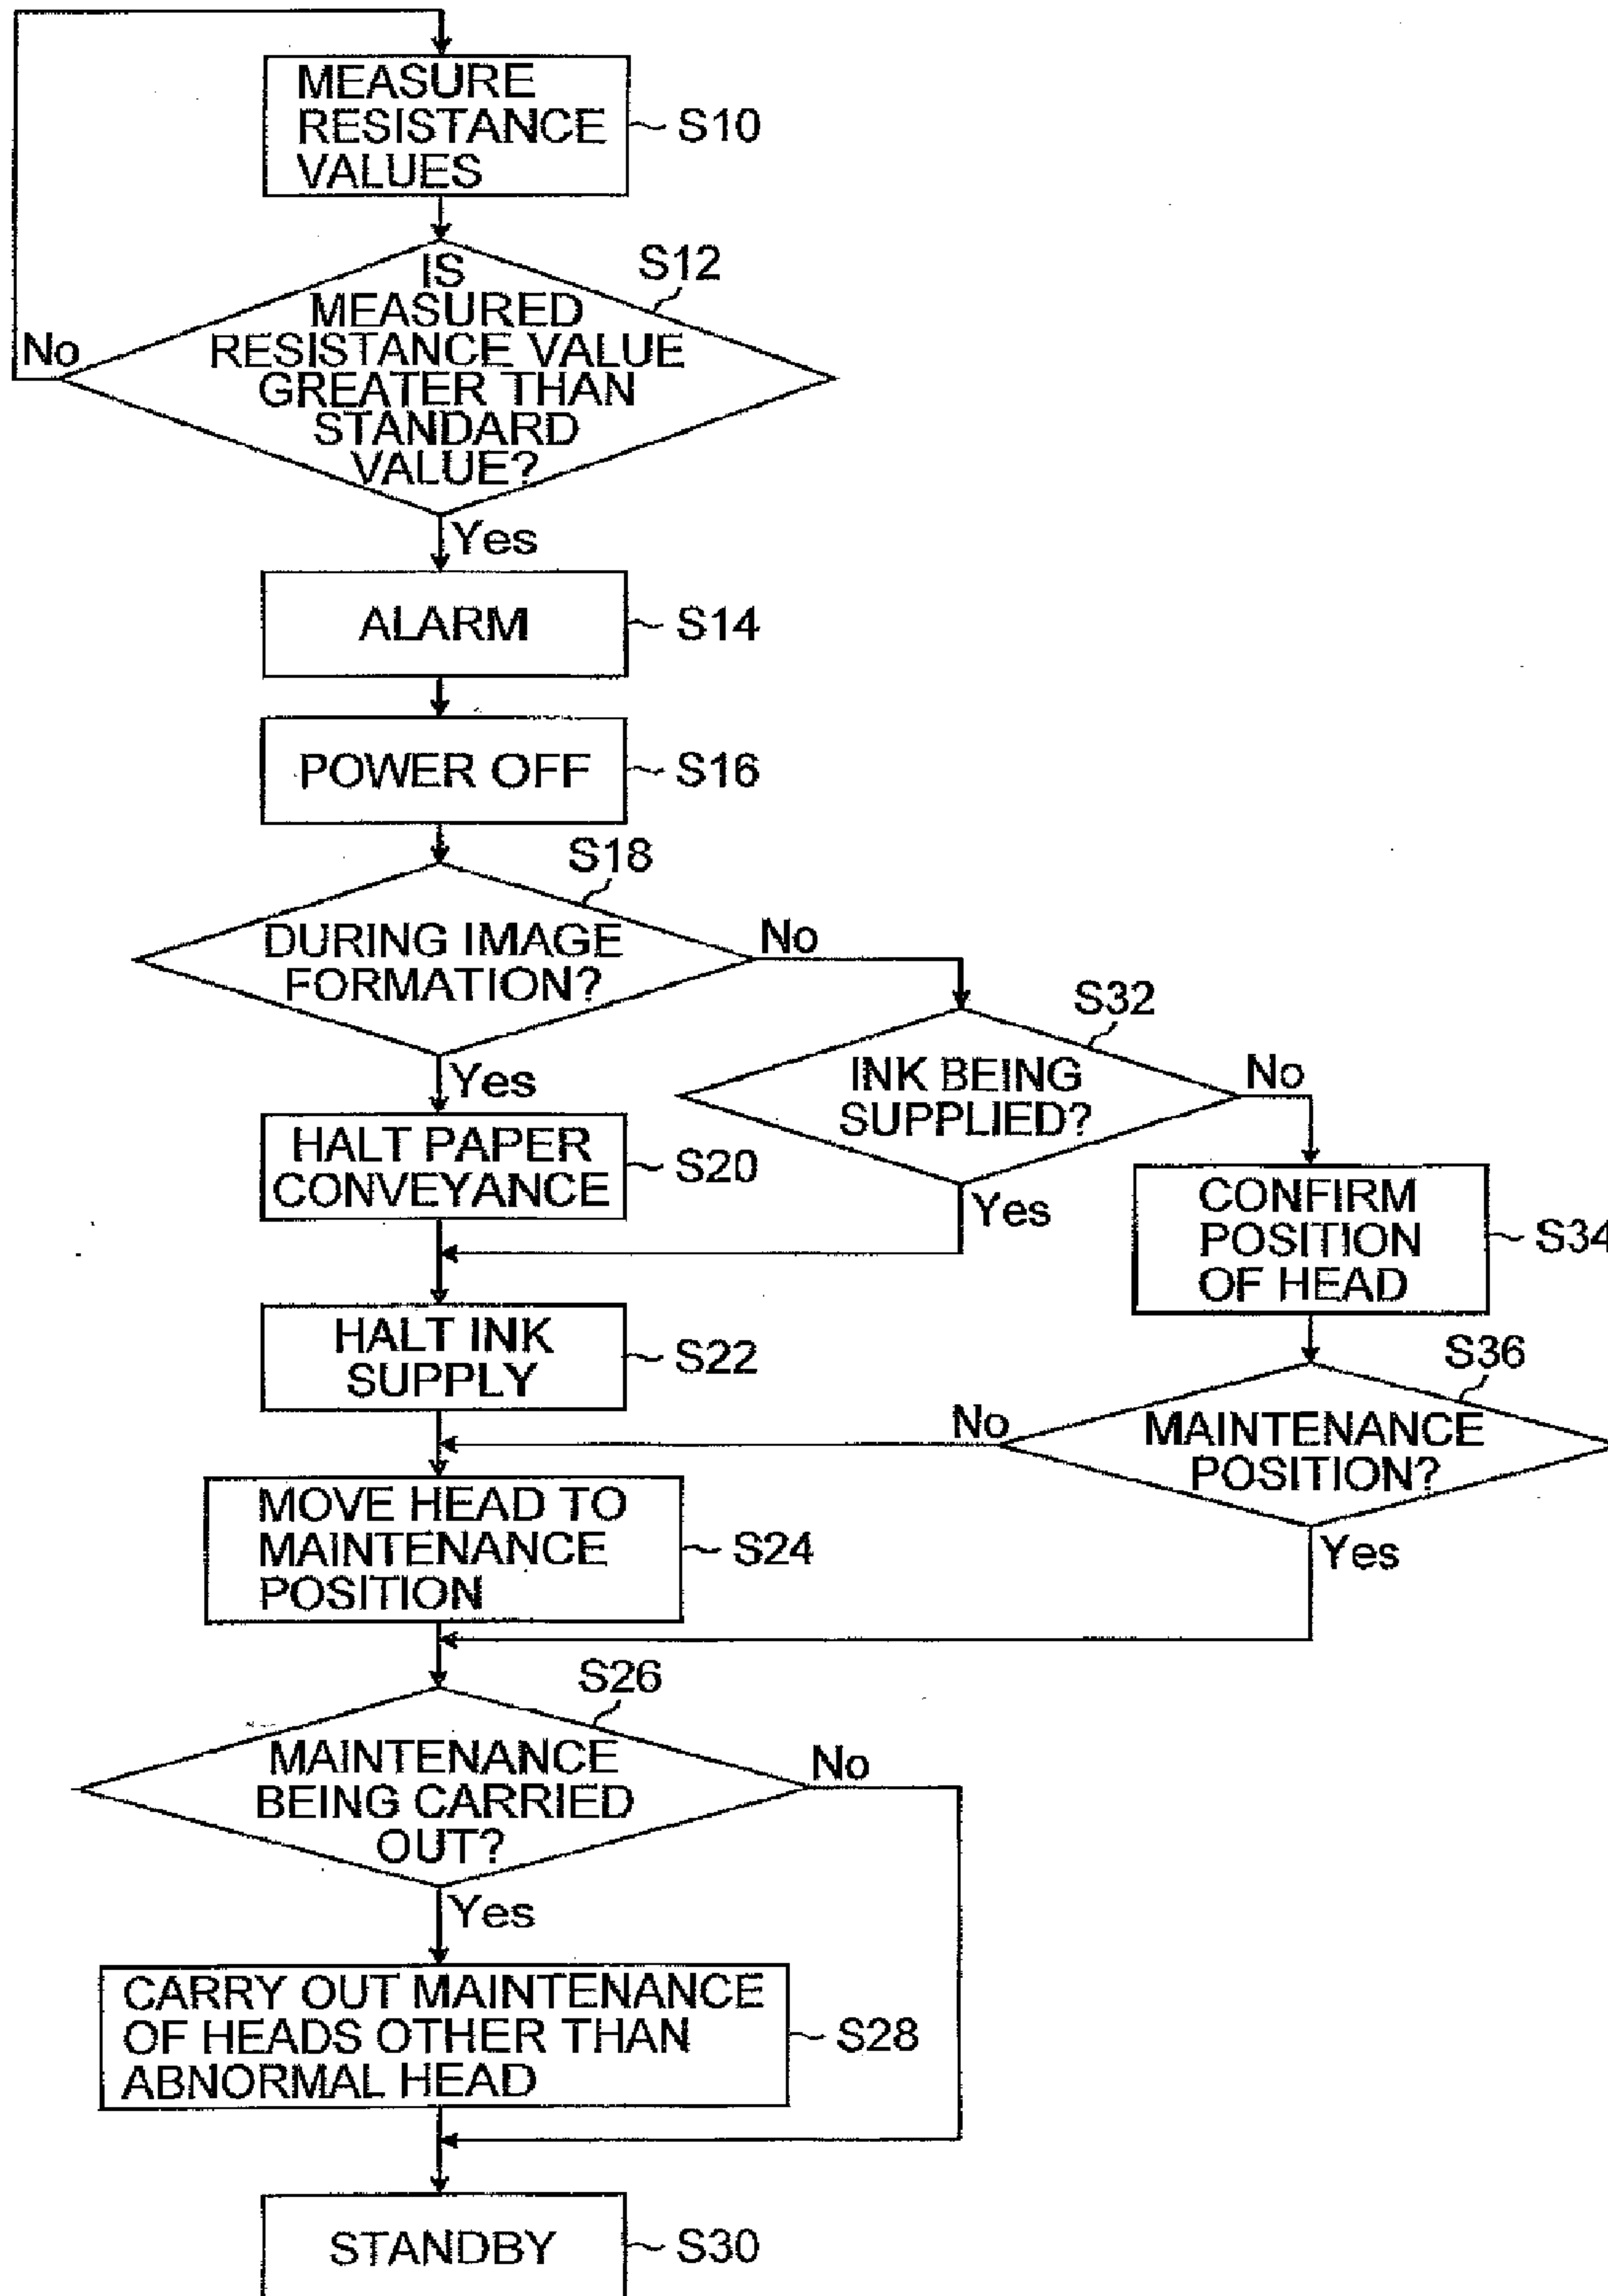 MEASURE
RESISTANCE
VALUES
S10
S12
IS
MEASURED
RESISTANCE VALUE
GREATER THAN
STANDARD
VALUE?
No
Yes
ALARM
S14
POWER OFF
S16
S18
DURING IMAGE
FORMATION?
No
Yes
S32
INK BEING
SUPPLIED?
No
Yes
HALT PAPER
CONVEYANCE
S20
CONFIRM
POSITION
OF HEAD
S34
HALT INK
SUPPLY
S22
S36
MAINTENANCE
POSITION?
No
Yes
MOVE HEAD TO
MAINTENANCE
POSITION
S24
S26
MAINTENANCE
BEING CARRIED
OUT?
No
Yes
CARRY OUT MAINTENANCE
OF HEADS OTHER THAN
ABNORMAL HEAD
S28
STANDBY
S30